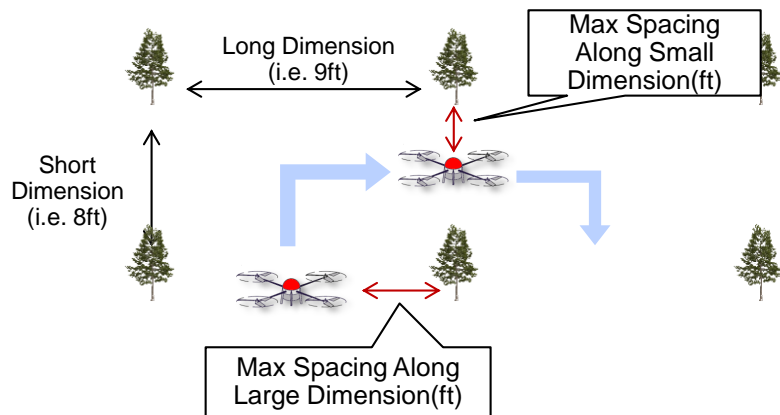 Long Dimension
(i.e. 9ft)
Max Spacing
Along Small
Dimension(ft)
Short
Dimension
(i.e. 8ft)
Max Spacing Along
Large Dimension(ft)